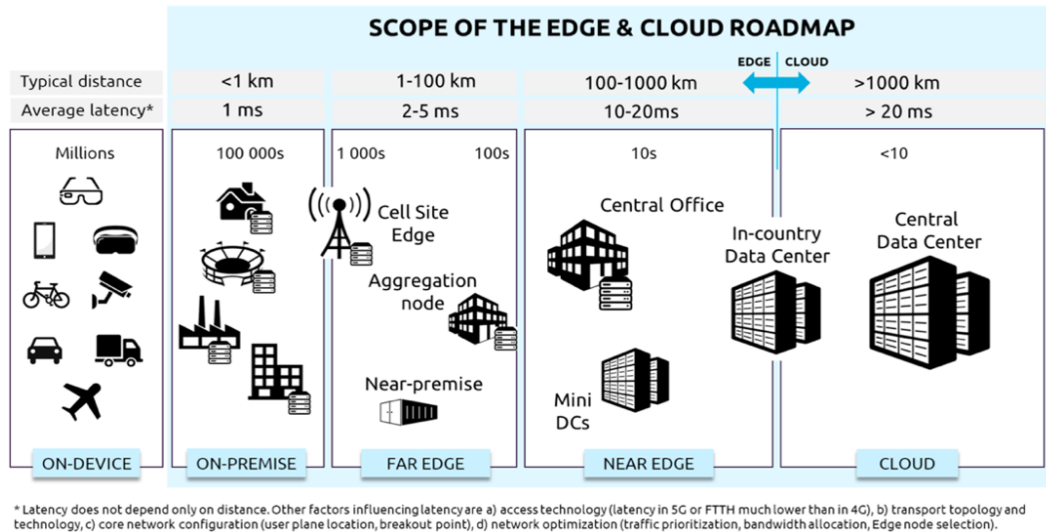 SCOPE OF THE EDGE & CLOUD ROADMAP
EDGE CLOUD
Typical distance <1 km 1-100 km 100-1000 km >1000 km
Average latency* 1 ms 2-5 ms 10-20ms > 20 ms
Millions 100 000s 1 000s 100s 10s <10
Cell Site
Edge
Aggregation
node
Near-premise
Central Office
Mini
DCs
In-country
Data Center
Central
Data Center
ON-DEVICE ON-PREMISE FAR EDGE NEAR EDGE CLOUD
* Latency does not depend only on distance. Other factors influencing latency are a) access technology (latency in 5G or FTTH much lower than in 4G), b) transport topology and
technology, c) core network configuration (user plane location, breakout point), d) network optimization (traffic prioritization, bandwidth allocation, Edge node selection).